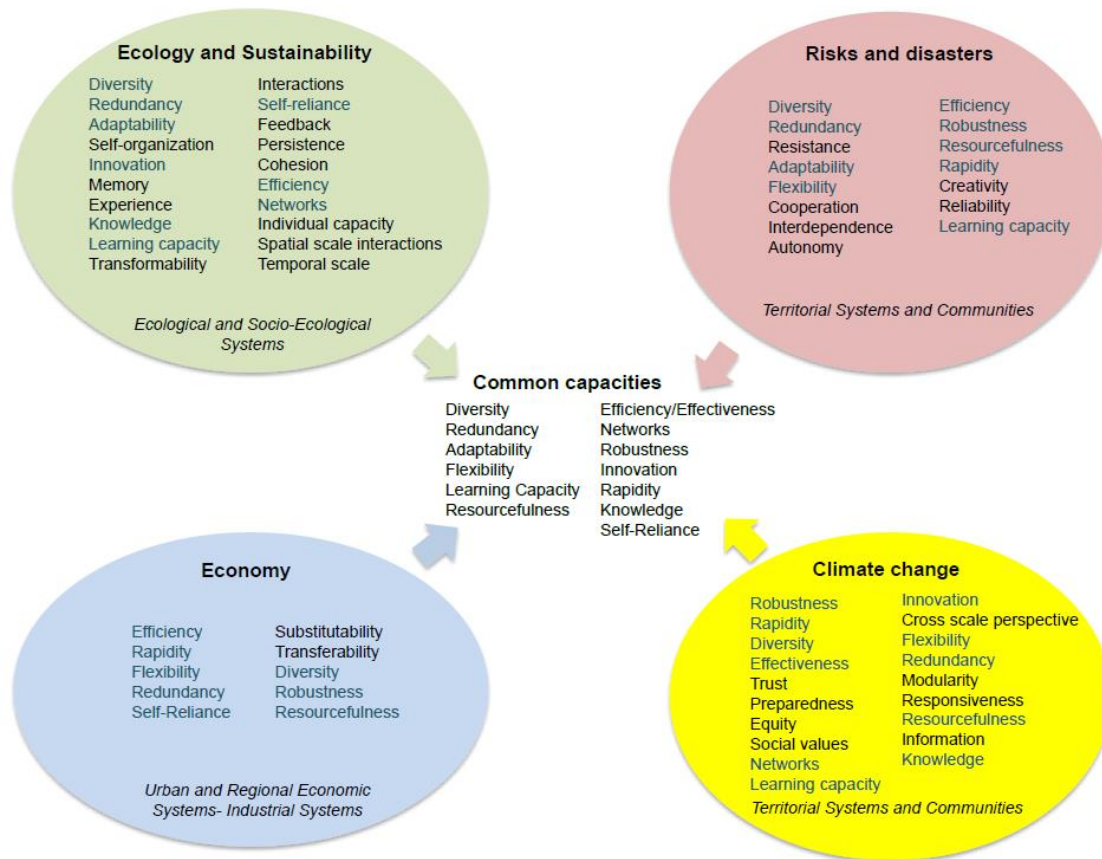 Ecology and Sustainability
Diversity
Redundancy
Adaptability
Self-organization
Innovation
Memory
Experience
Knowledge
Learning capacity
Transformability
Interactions
Self-reliance
Feedback
Persistence
Cohesion
Efficiency
Networks
Individual capacity
Spatial scale interactions
Temporal scale
Ecological and Socio-Ecological
Systems
Risks and disasters
Diversity
Redundancy
Resistance
Adaptability
Flexibility
Cooperation
Interdependence
Autonomy
Efficiency
Robustness
Resourcefulness
Rapidity
Creativity
Reliability
Learning capacity
Territorial Systems and Communities
Common capacities
Diversity
Redundancy
Adaptability
Flexibility
Learning Capacity
Resourcefulness
Efficiency/Effectiveness
Networks
Robustness
Innovation
Rapidity
Knowledge
Self-Reliance
Economy
Efficiency
Rapidity
Flexibility
Redundancy
Self-Reliance
Substitutability
Transferability
Diversity
Robustness
Resourcefulness
Urban and Regional Economic
Systems- Industrial Systems
Climate change
Robustness
Rapidity
Diversity
Effectiveness
Trust
Preparedness
Equity
Social values
Networks
Learning capacity
Innovation
Cross scale perspective
Flexibility
Redundancy
Modularity
Responsiveness
Resourcefulness
Information
Knowledge
Territorial Systems and Communities